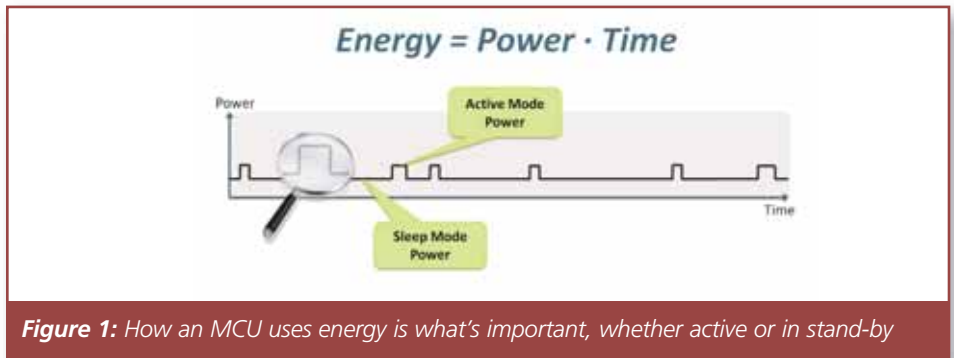 Energy = Power · Time
Power
Active Mode
Power
Time
Sleep Mode
Power
Figure 1: How an MCU uses energy is what's important, whether active or in stand-by